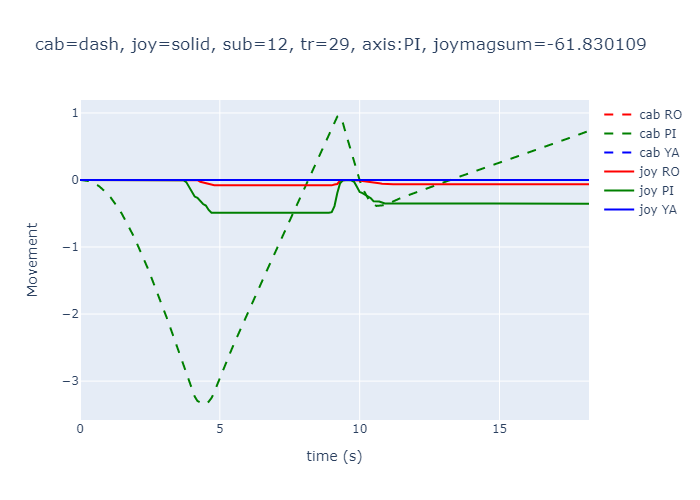 cab=dash, joy=solid, sub=12, tr=29, axis:PI, joymagsum=-61.830109
1
0
−1
−2
−3
Movement
0
5
10
15
time (s)
cab RO
cab PI
cab YA
joy RO
joy PI
joy YA